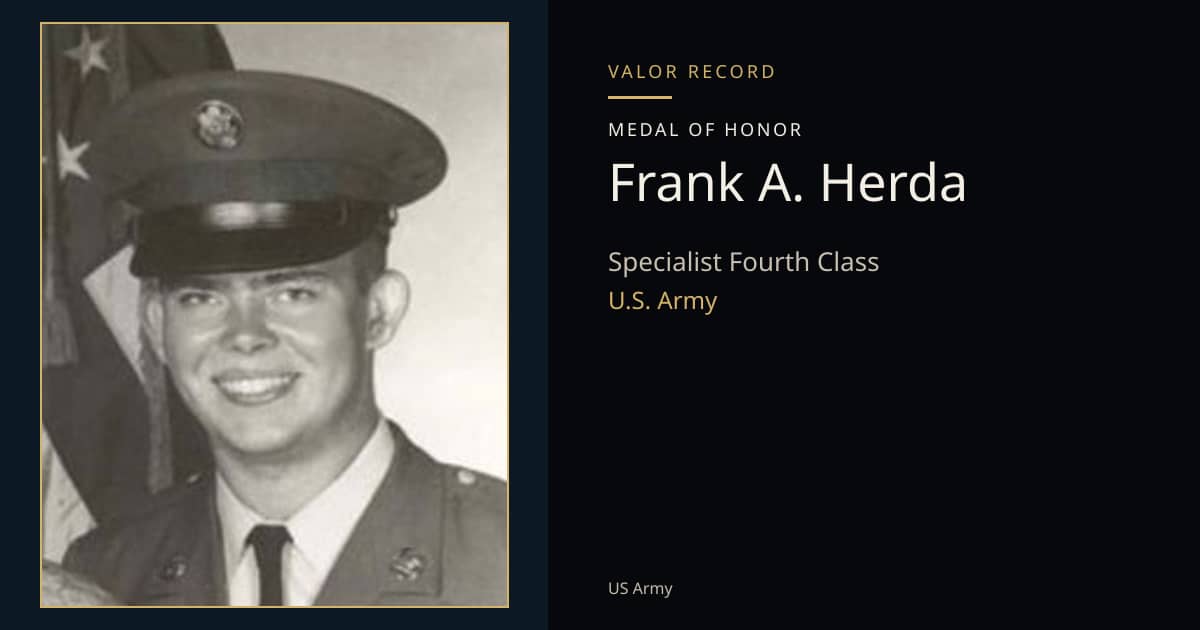 VALOR RECORD
MEDAL OF HONOR
Frank A. Herda
Specialist Fourth Class
U.S. Army
US Army